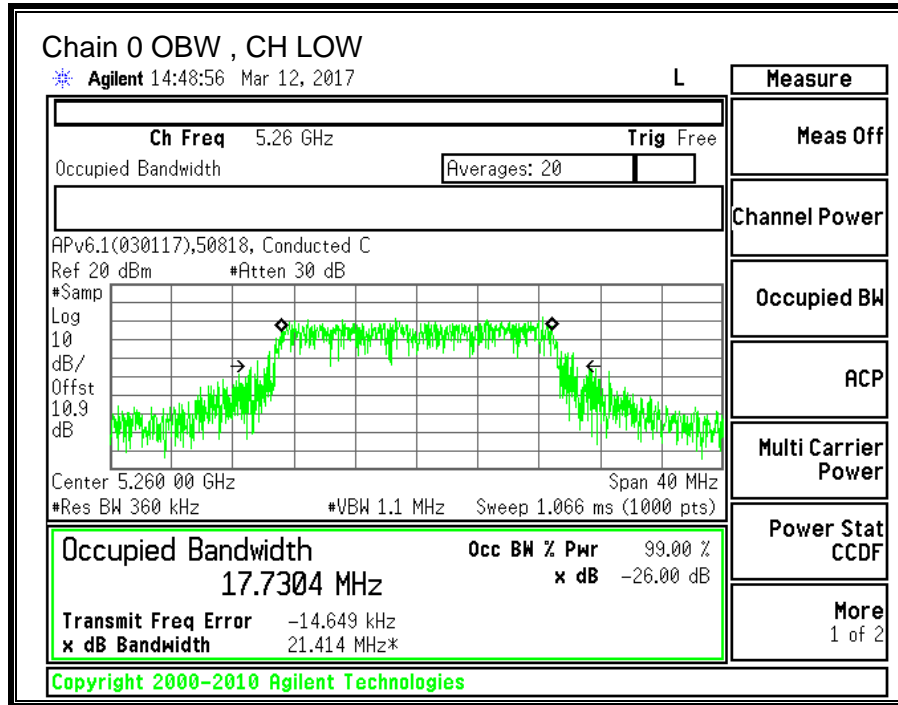 Chain 0 OBW , CH LOW
Agilent 14:48:56 Mar 12, 2017 L
Measure
Ch Freq 5.26 GHz Trig Free
Meas Off
Occupied Bandwidth Averages: 20
Channel Power
APv6.1(030117),50818, Conducted C
Ref 20 dBm #Atten 30 dB
Occupied BW
#Samp
Log
10
dB/
Offst
10.9
dB
ACP
Multi Carrier
Power
Center 5.260 00 GHz Span 40 MHz
#Res BW 360 kHz #VBW 1.1 MHz Sweep 1.066 ms (1000 pts)
Power Stat
CCDF
Occupied Bandwidth Occ BW % Pwr 99.00 %
17.7304 MHz x dB -26.00 dB
Transmit Freq Error -14.649 kHz
x dB Bandwidth 21.414 MHz*
More
1 of 2
Copyright 2000-2010 Agilent Technologies